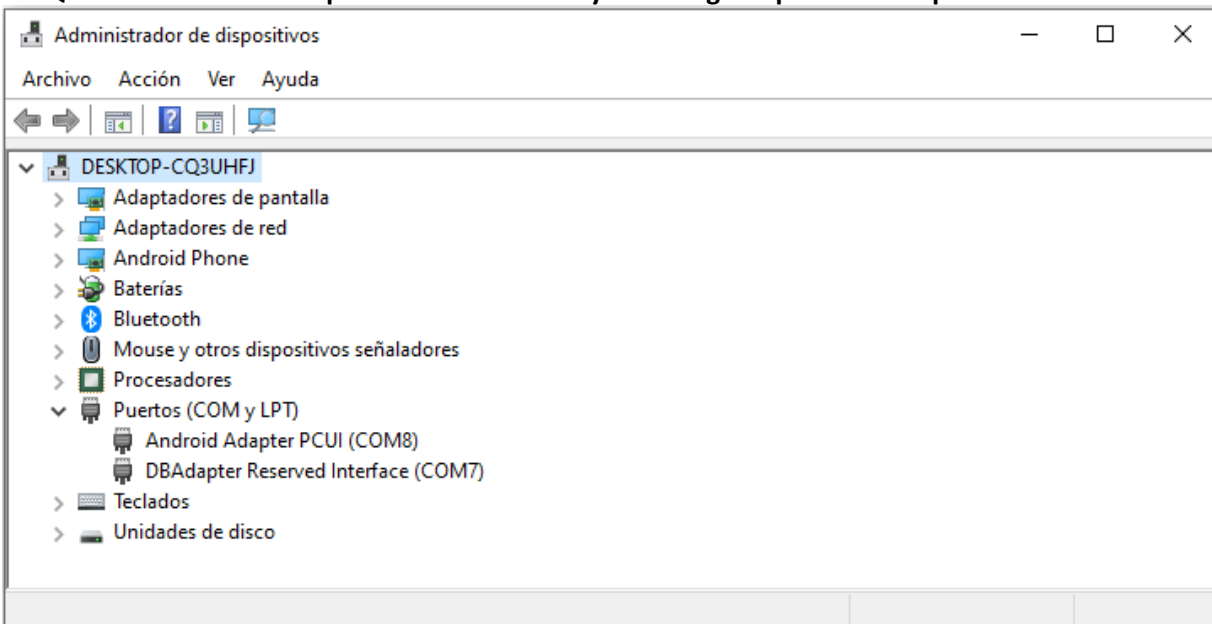 Administrador de dispositivos
Archivo Acción Ver Ayuda
DESKTOP-CQ3UHFJ
Adaptadores de pantalla
Adaptadores de red
Android Phone
Baterías
Bluetooth
Mouse y otros dispositivos señaladores
Procesadores
Puertos (COM y LPT)
Android Adapter PCUI (COM8)
DBAdapter Reserved Interface (COM7)
Teclados
Unidades de disco